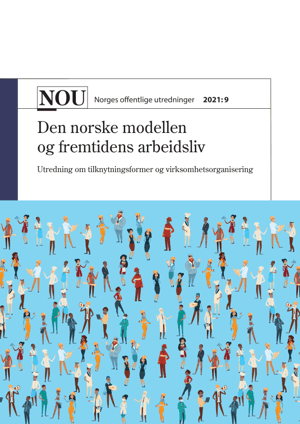 NOU Norges offentlige utredninger 2021: 9
Den norske modellen
og fremtidens arbeidsliv
Utredning om tilknytningsformer og virksomhetsorganisering